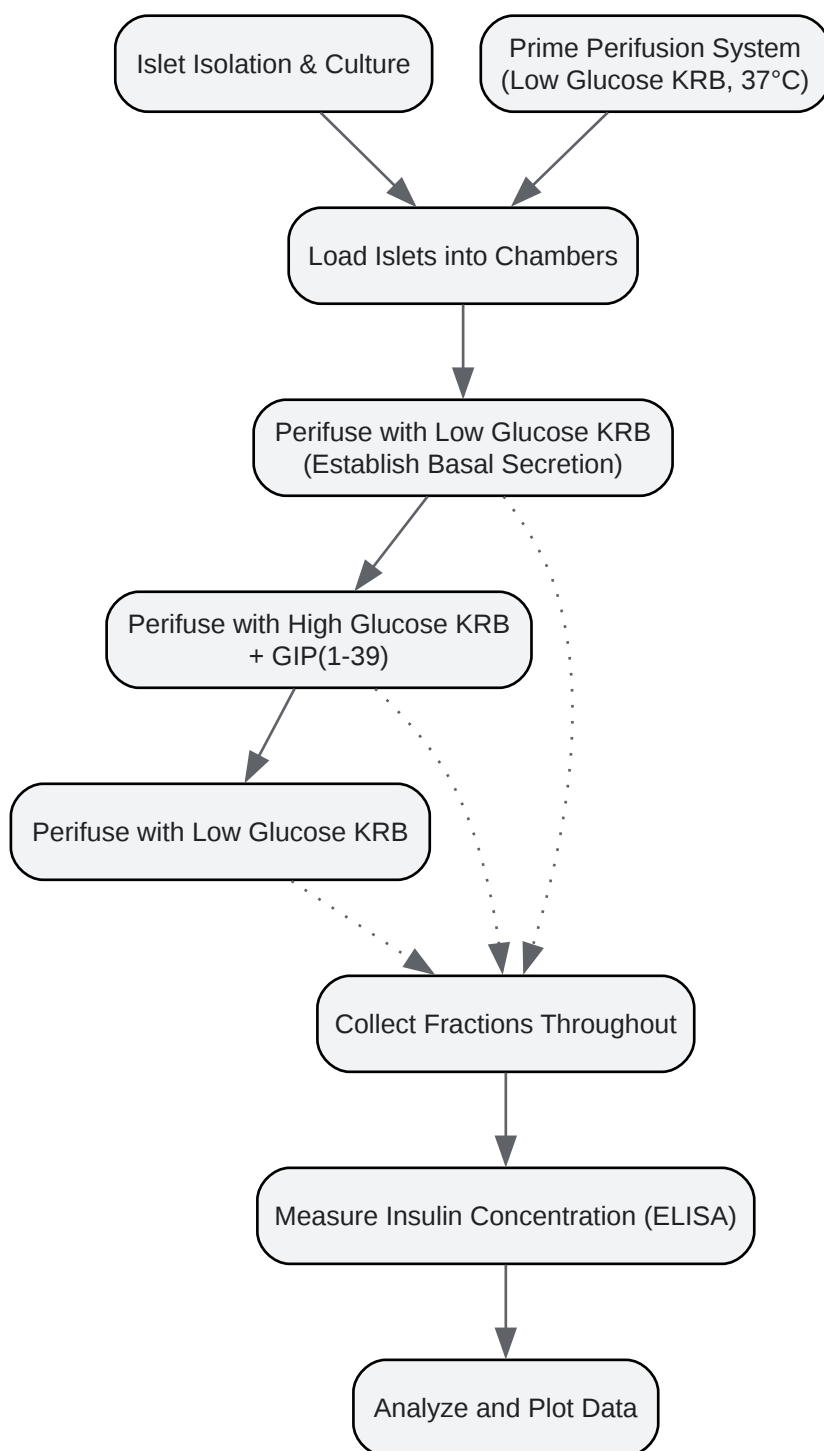 Islet Isolation & Culture
Prime Perifusion System
(Low Glucose KRB, 37°C)
Load Islets into Chambers
Perifuse with Low Glucose KRB
(Establish Basal Secretion)
Perifuse with High Glucose KRB
+ GIP(1-39)
Perifuse with Low Glucose KRB
Collect Fractions Throughout
Measure Insulin Concentration (ELISA)
Analyze and Plot Data